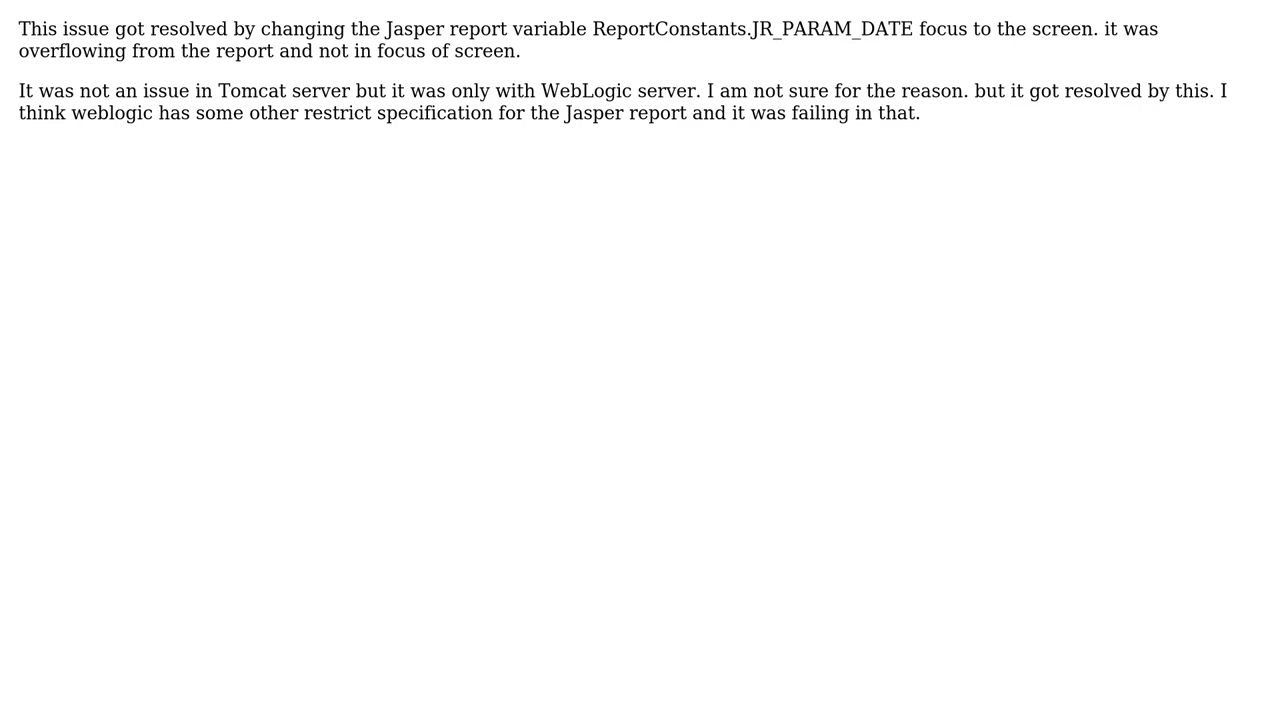 This issue got resolved by changing the Jasper report variable ReportConstants.JR_PARAM_DATE focus to the screen. it was
overflowing from the report and not in focus of screen.
It was not an issue in Tomcat server but it was only with WebLogic server. I am not sure for the reason. but it got resolved by this. I
think weblogic has some other restrict specification for the Jasper report and it was failing in that.